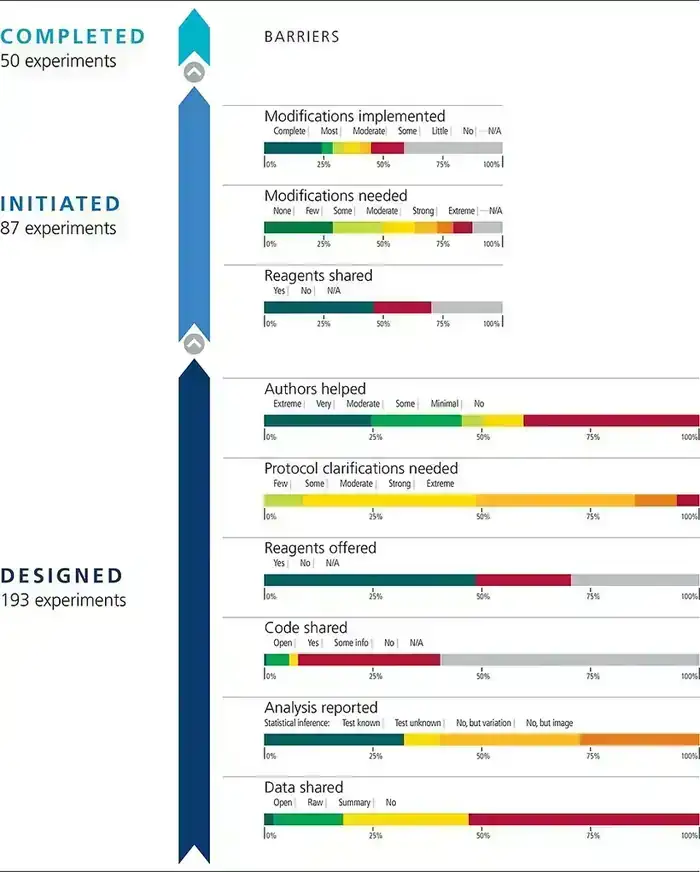 COMPLETED
50 experiments
BARRIERS
Modifications implemented
Complete | Most | Moderate | Some | Little | No | N/A
0% 25% 50% 75% 100%
INITIATED
87 experiments
Modifications needed
None | Few | Some | Moderate | Strong | Extreme | N/A
0% 25% 50% 75% 100%
Reagents shared
Yes | No | N/A
0% 25% 50% 75% 100%
Authors helped
Extreme | Very | Moderate | Some | Minimal | No
0% 25% 50% 75% 100%
Protocol clarifications needed
Few | Some | Moderate | Strong | Extreme
0% 25% 50% 75% 100%
DESIGNED
193 experiments
Reagents offered
Yes | No | N/A
0% 25% 50% 75% 100%
Code shared
Open | Yes | Some info | No | N/A
0% 25% 50% 75% 100%
Analysis reported
Statistical inference: Test known | Test unknown | No, but variation | No, but image
0% 25% 50% 75% 100%
Data shared
Open | Raw | Summary | No
0% 25% 50% 75% 100%